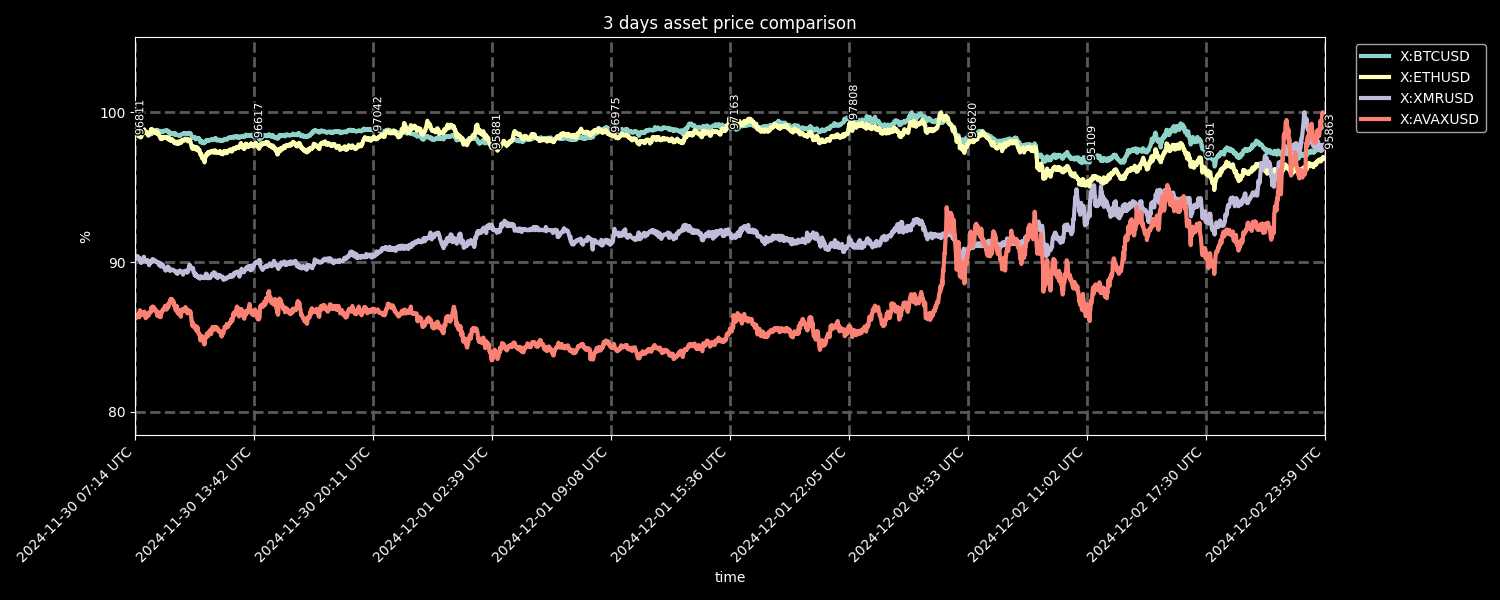 3 days asset price comparison
X:BTCUSD
X:ETHUSD
X:XMRUSD
X:AVAXUSD
%
100
90
80
96811
96617
97042
95881
96975
97163
97808
96620
95109
95361
95863
2024-11-30 07:14 UTC
2024-11-30 13:42 UTC
2024-11-30 20:11 UTC
2024-12-01 02:39 UTC
2024-12-01 09:08 UTC
2024-12-01 15:36 UTC
2024-12-01 22:05 UTC
2024-12-02 04:33 UTC
2024-12-02 11:02 UTC
2024-12-02 17:30 UTC
2024-12-02 23:59 UTC
time